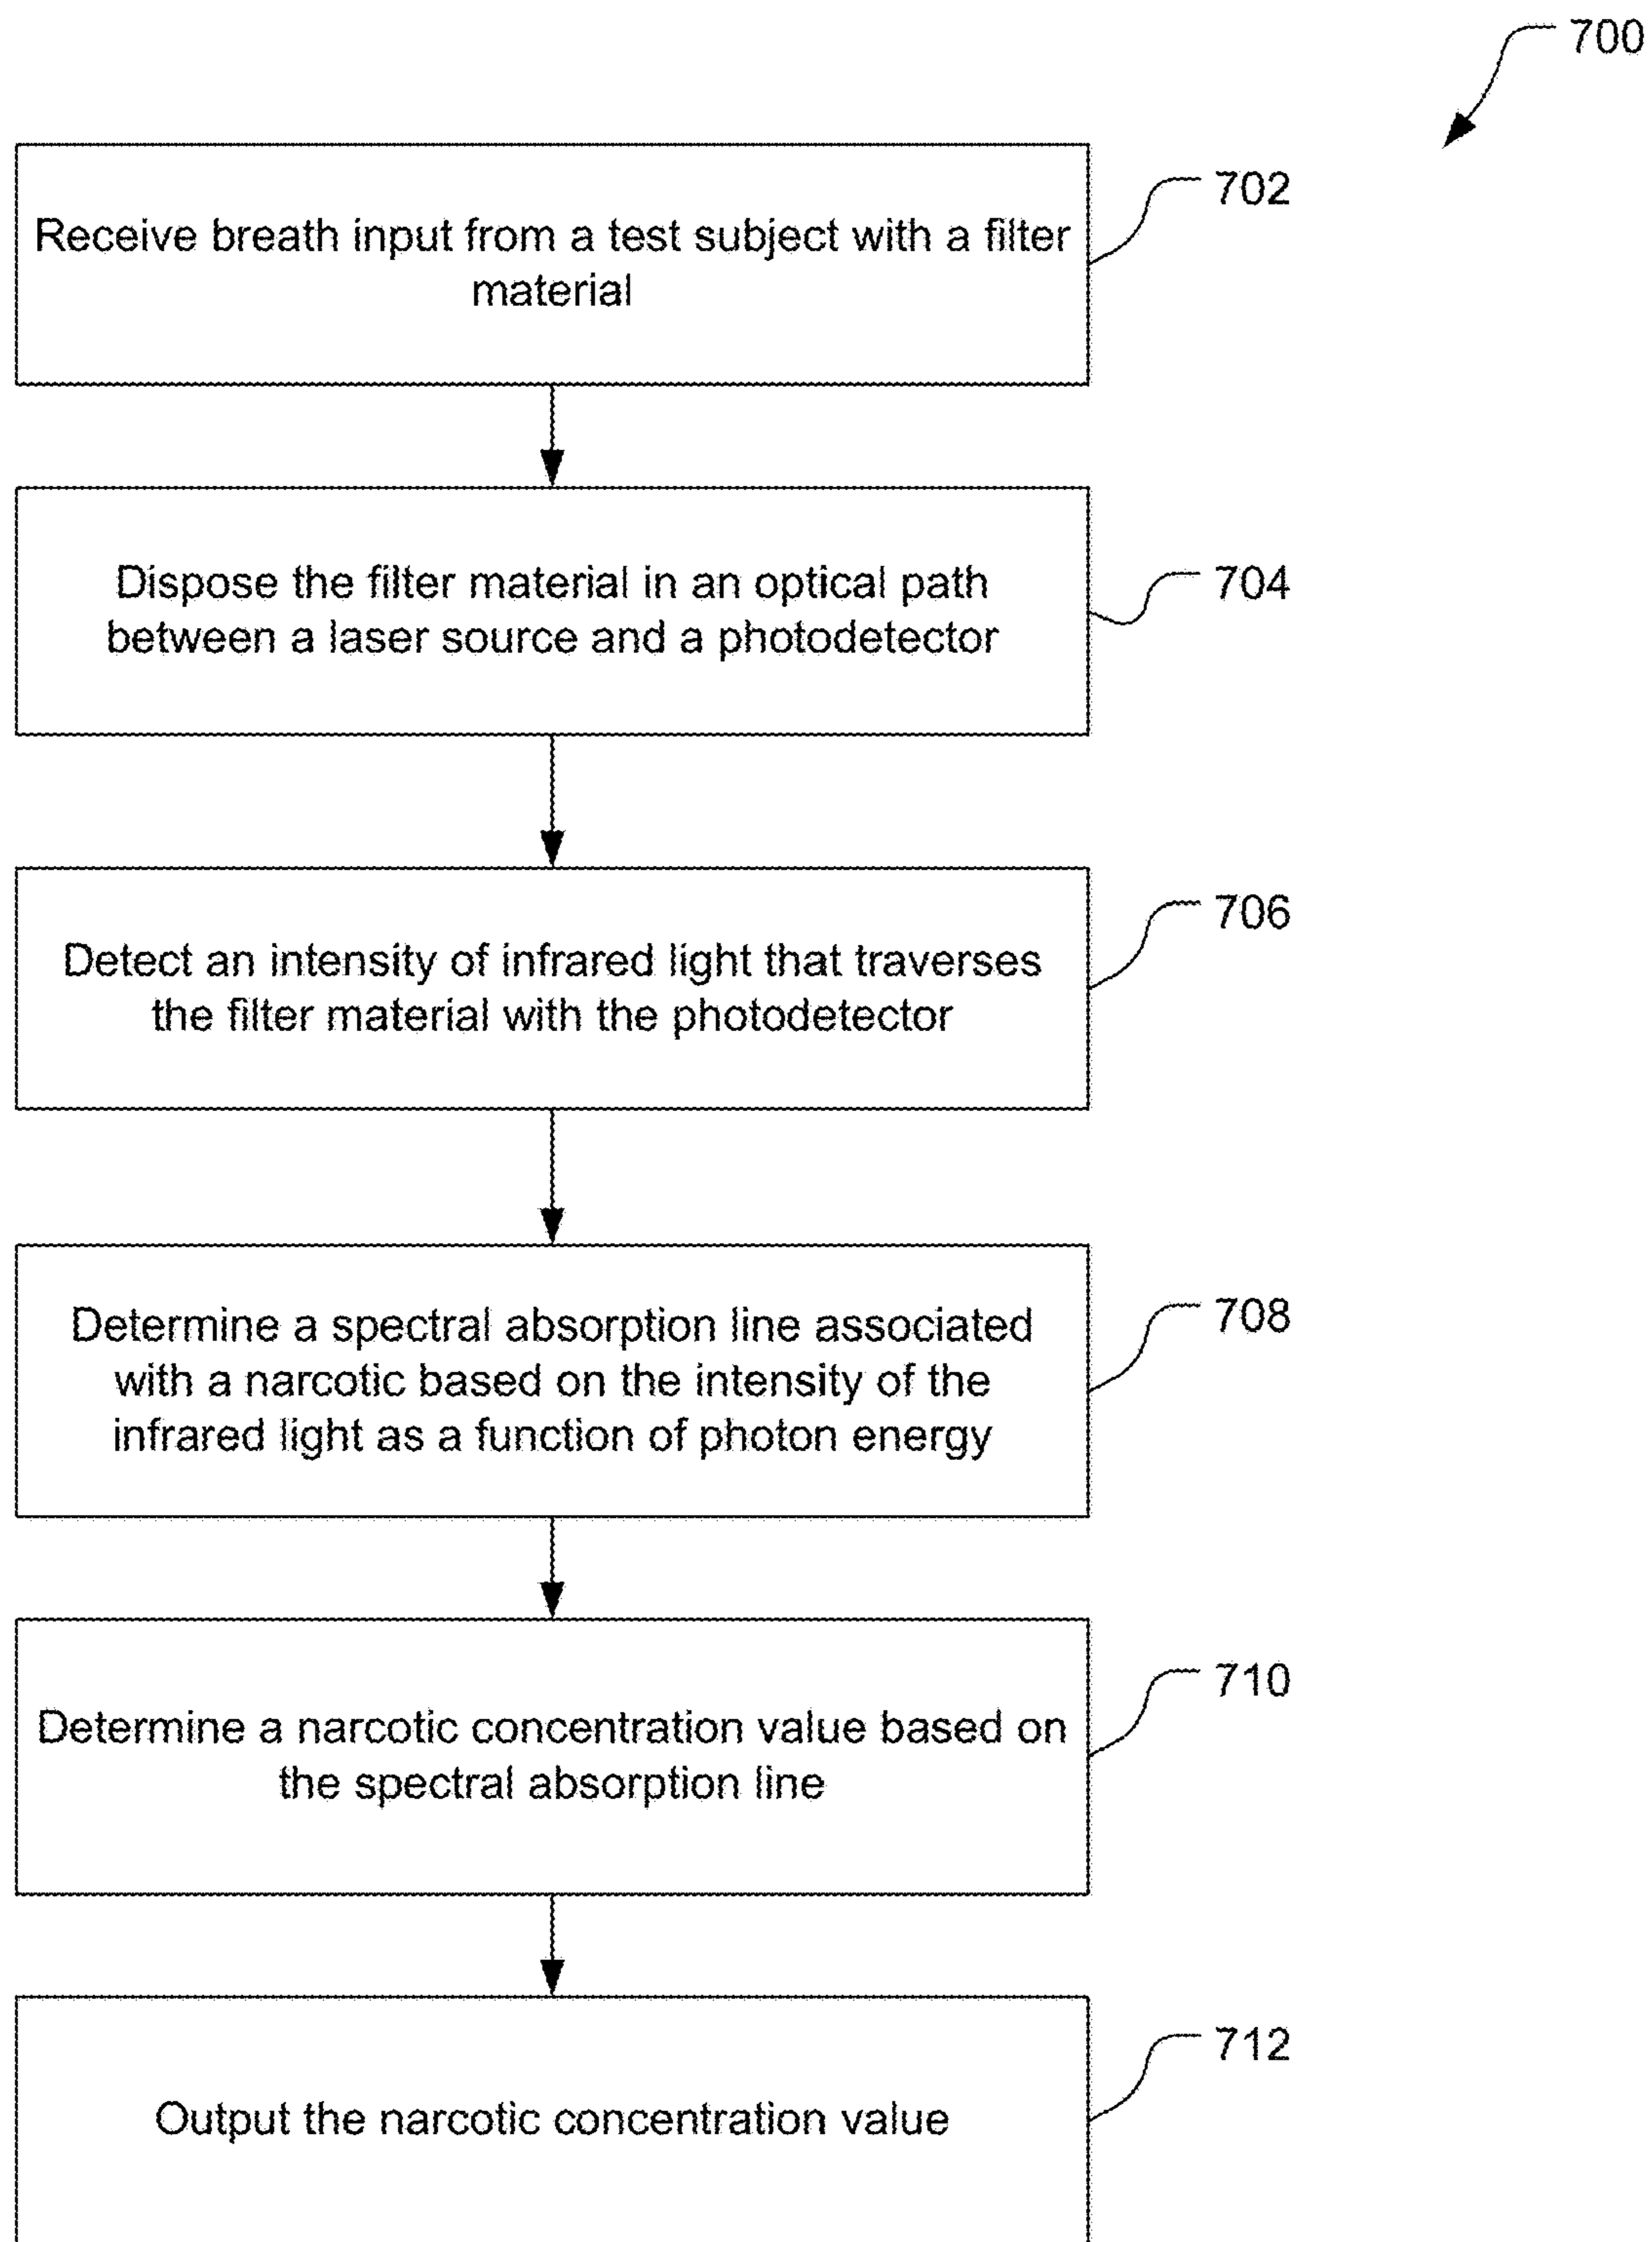 700
702
Receive breath input from a test subject with a filter
material
704
Dispose the filter material in an optical path
between a laser source and a photodetector
706
Detect an intensity of infrared light that traverses
the filter material with the photodetector
708
Determine a spectral absorption line associated
with a narcotic based on the intensity of the
infrared light as a function of photon energy
710
Determine a narcotic concentration value based on
the spectral absorption line
712
Output the narcotic concentration value